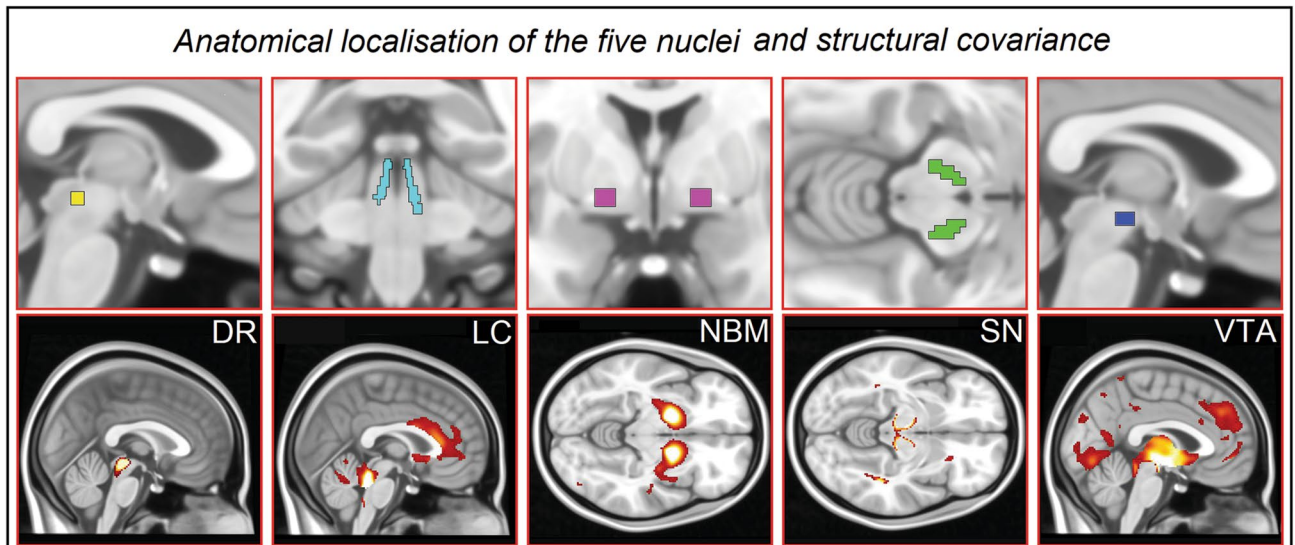 Anatomical localisation of the five nuclei and structural covariance
DR
LC
NBM
SN
VTA